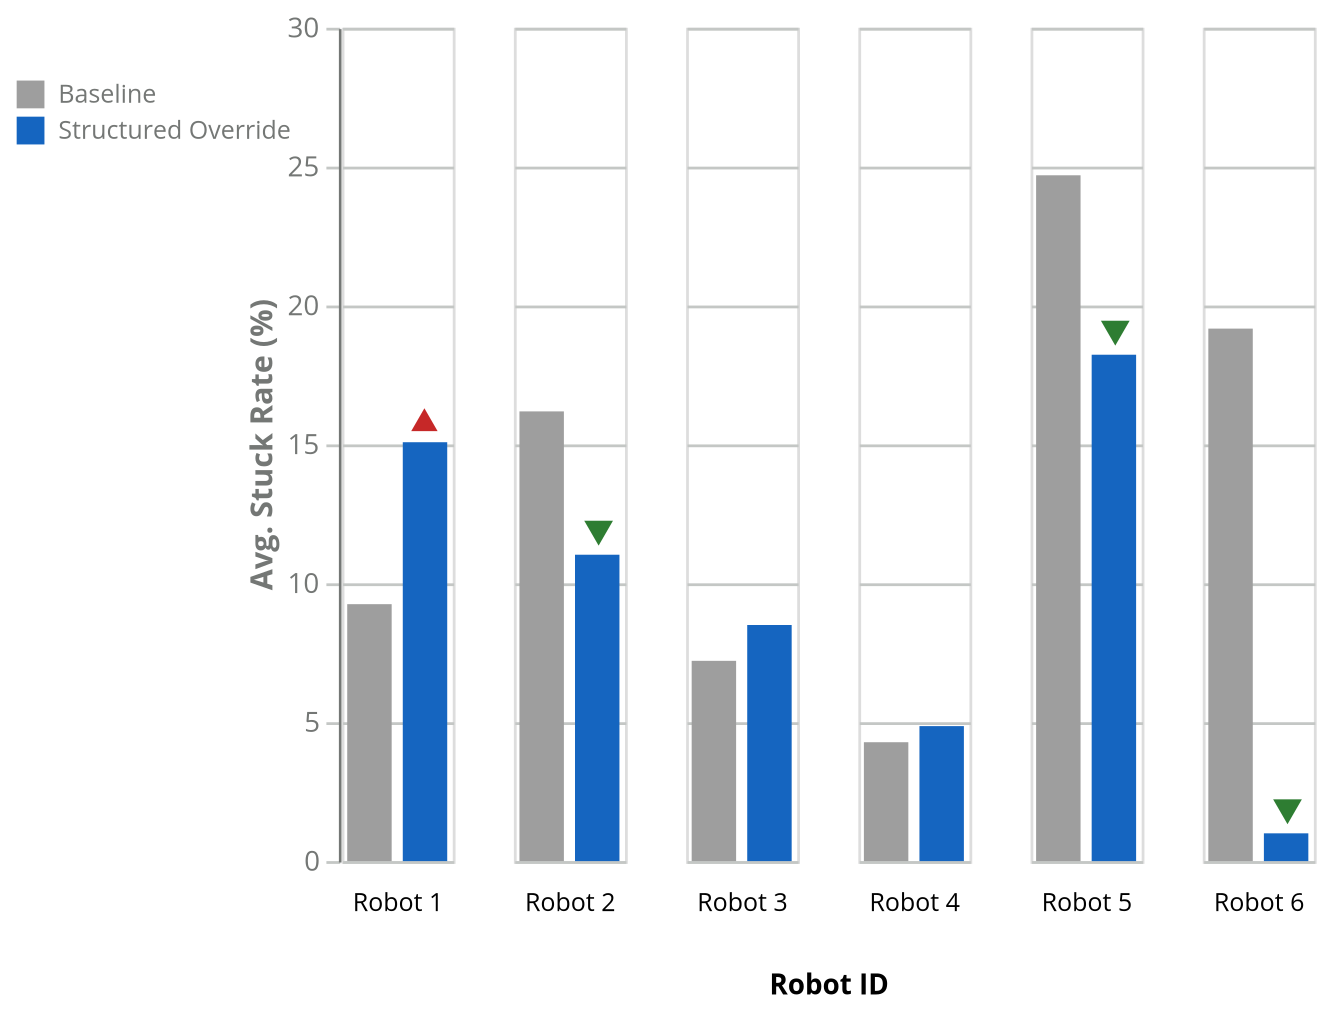 Baseline
Structured Override
Avg. Stuck Rate (%)
30
25
20
15
10
5
0
Robot 1
Robot 2
Robot 3
Robot 4
Robot 5
Robot 6
Robot ID